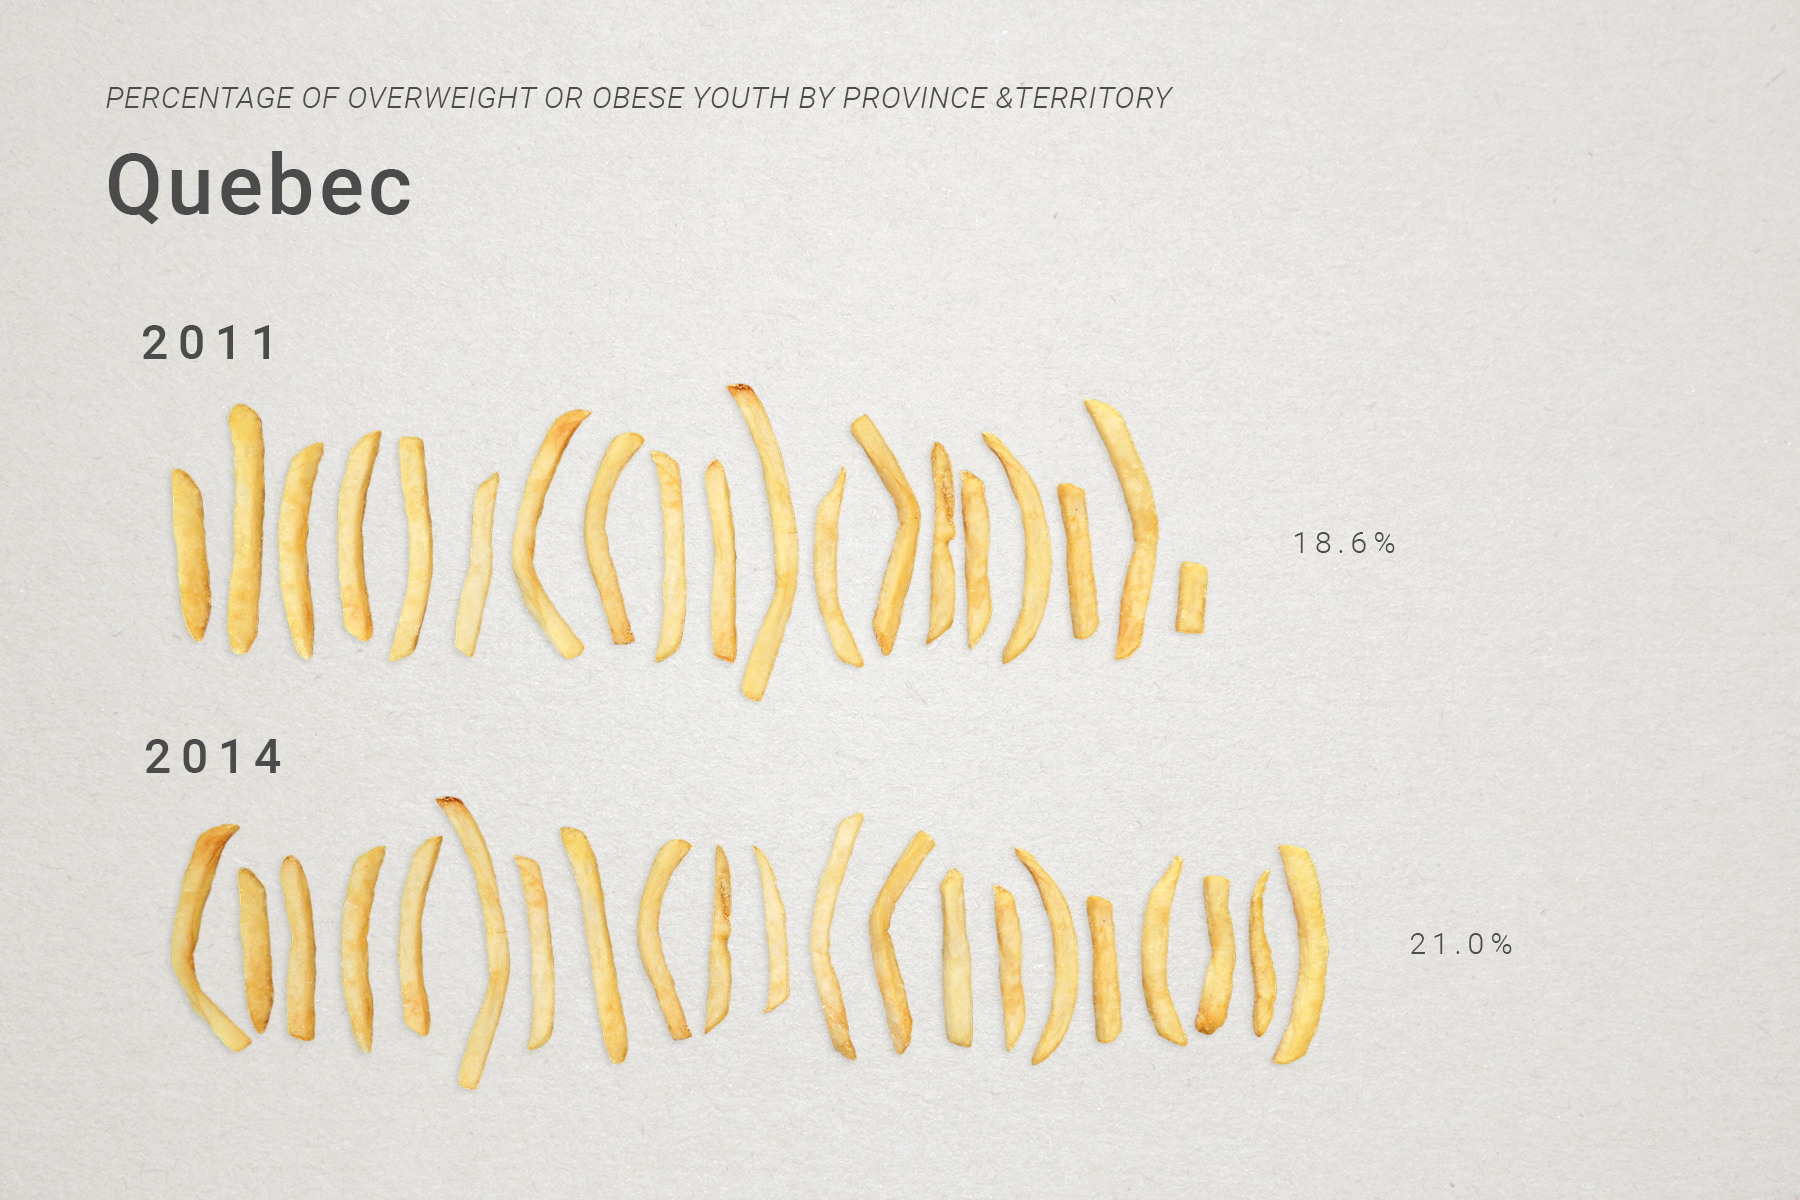 PERCENTAGE OF OVERWEIGHT OR OBESE YOUTH BY PROVINCE &TERRITORY
Quebec
2011
18.6%
2014
21.0%